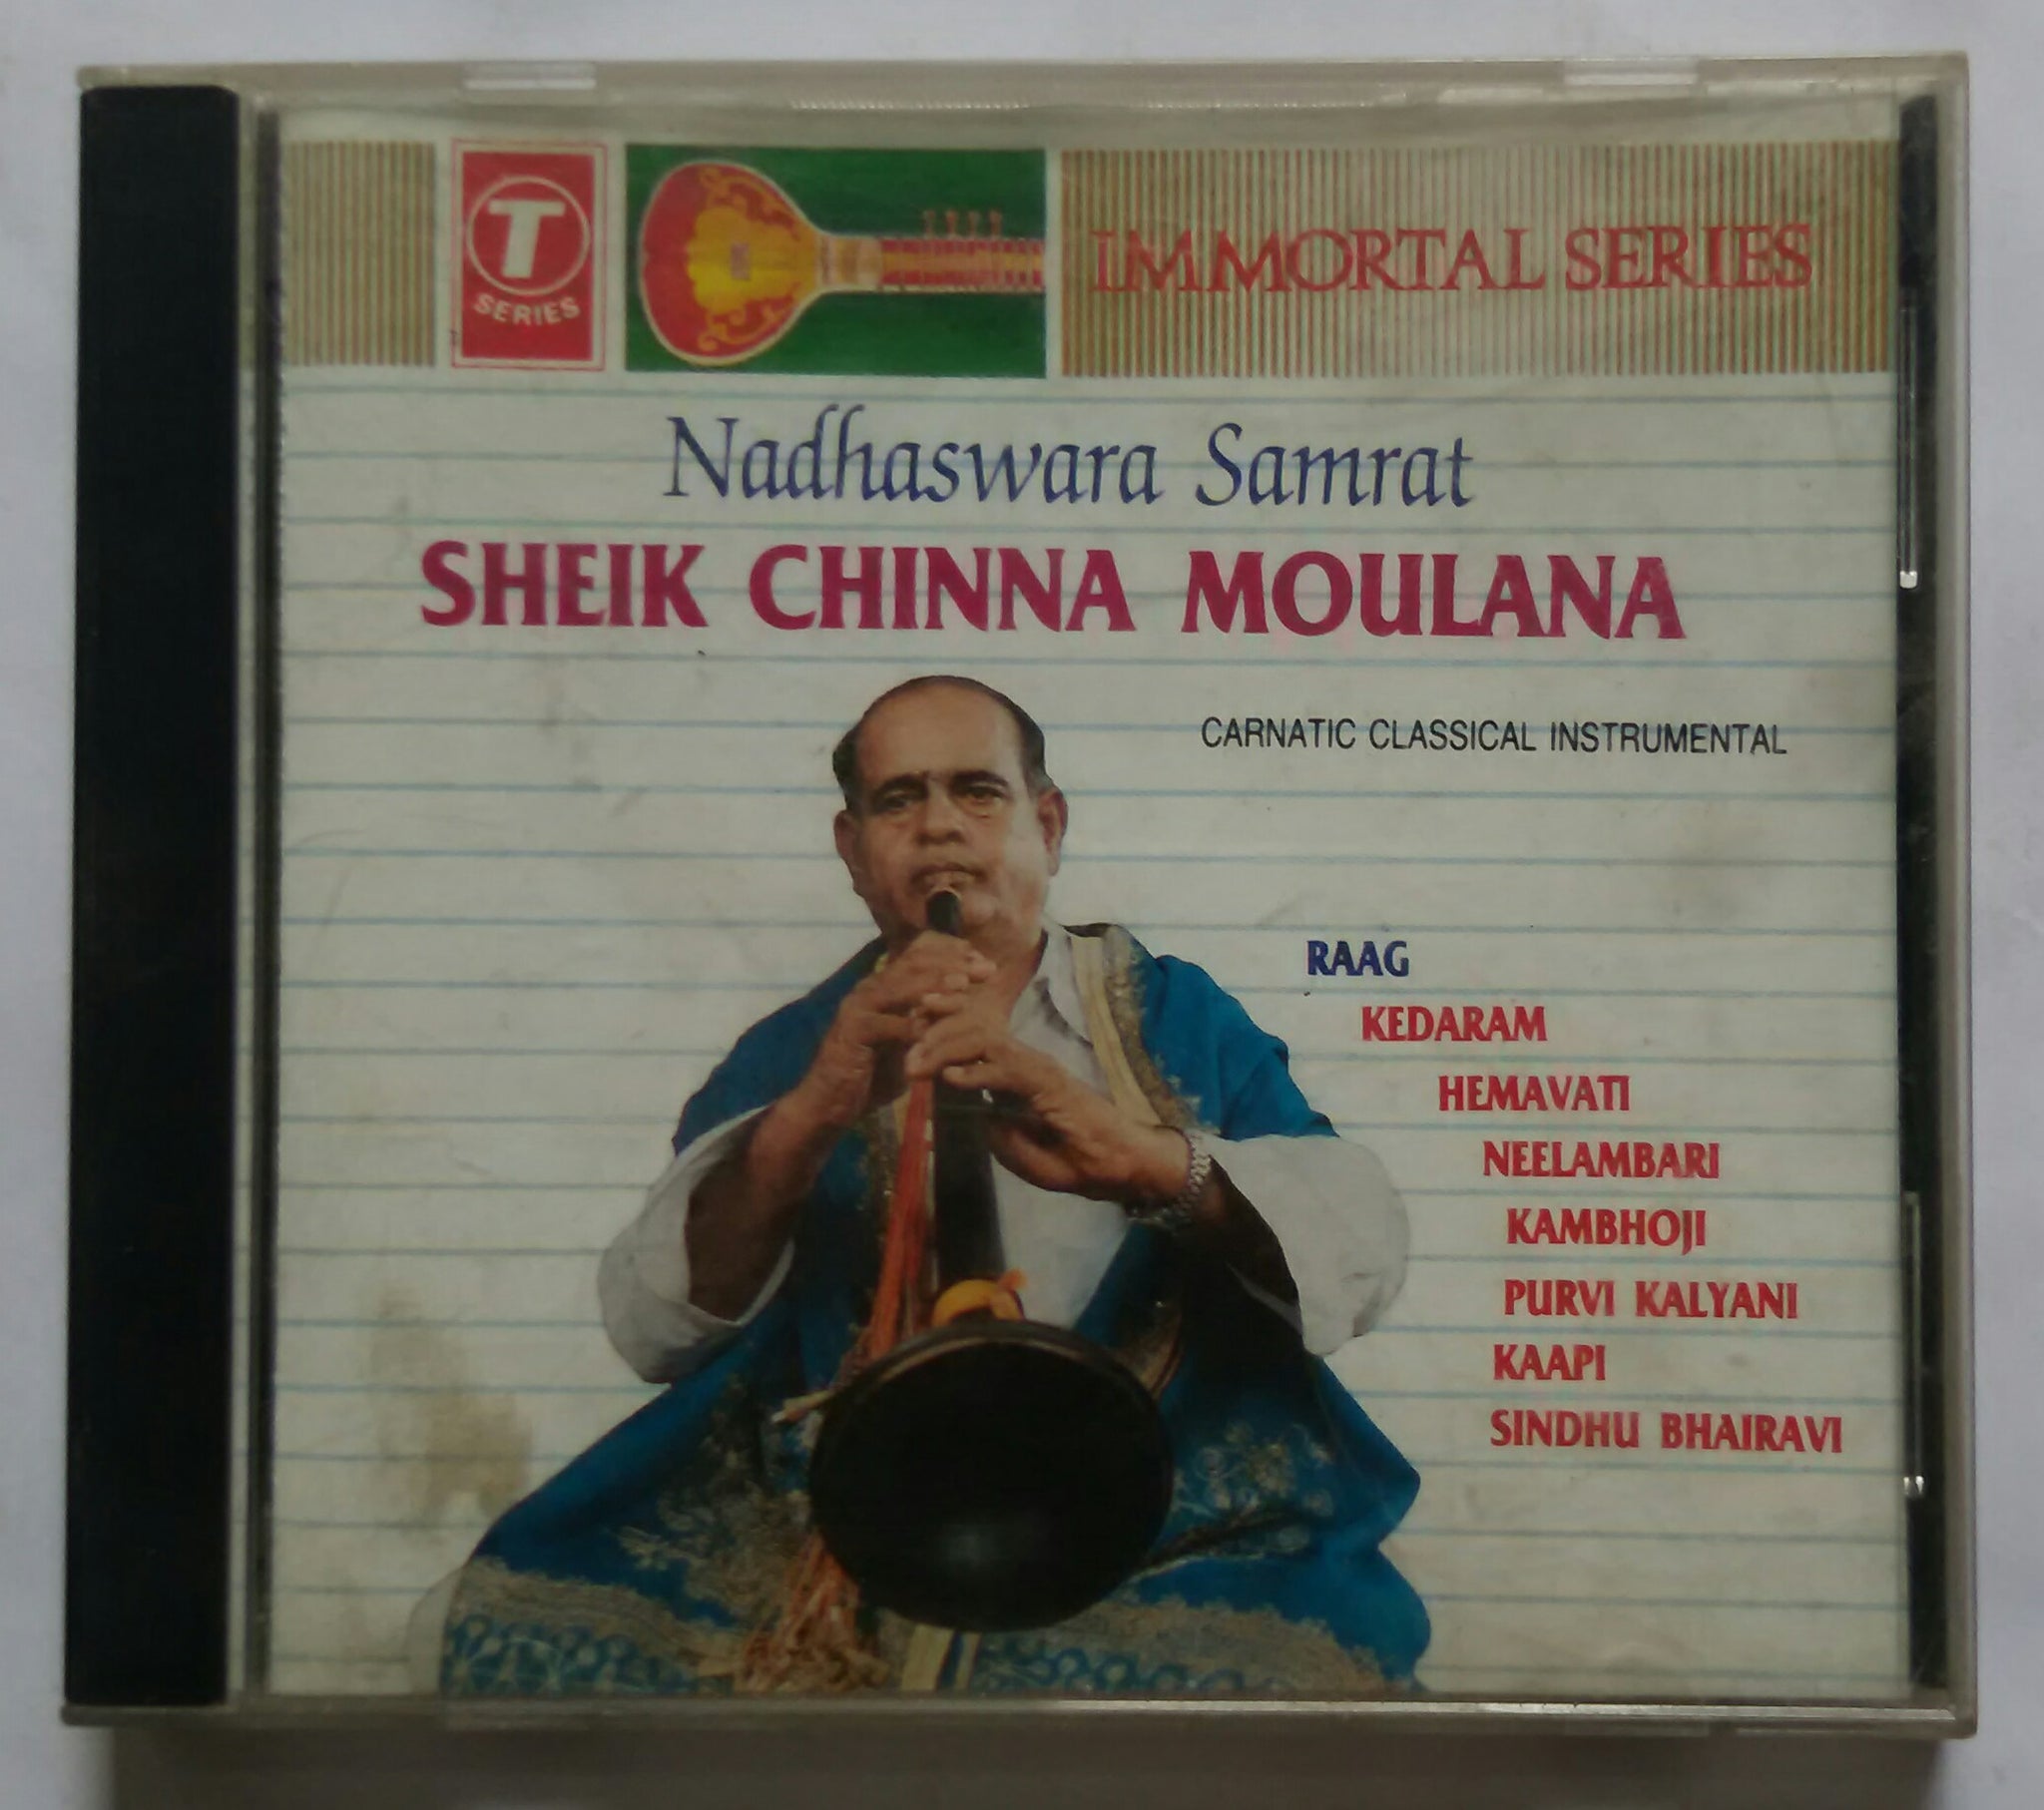 T
SERIES
IMMORTAL SERIES
Nadhaswara Samrat
SHEIK CHINNA MOULANA
CARNATIC CLASSICAL INSTRUMENTAL
RAAG
KEDARAM
HEMAVATI
NEELAMBARI
KAMBHOJI
PURVI KALYANI
KAAPI
SINDHU BHAIRAVI